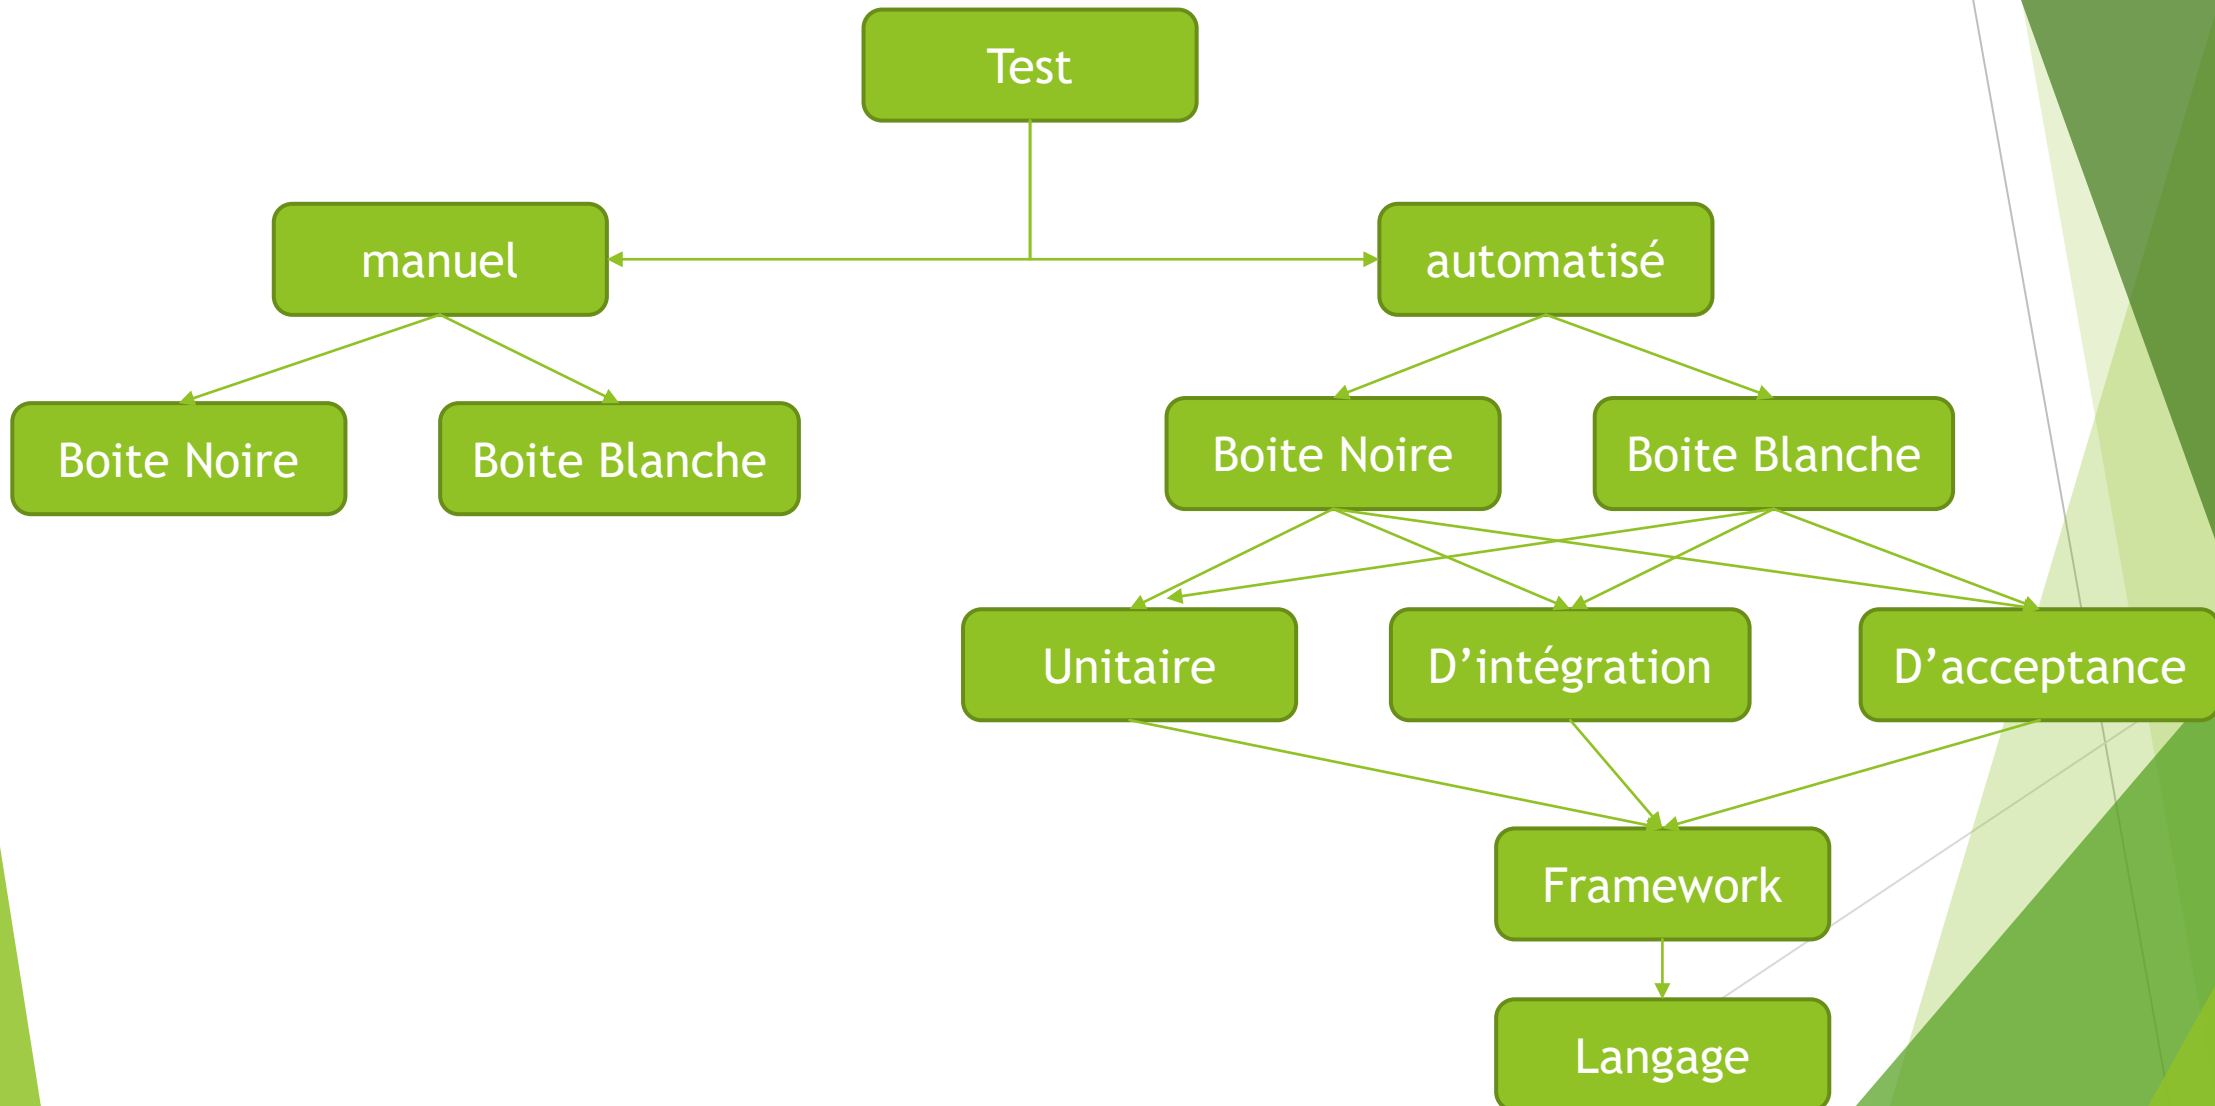 Test
manuel
automatisé
Boite Noire
Boite Blanche
Boite Noire
Boite Blanche
Unitaire
D’intégration
D’acceptance
Framework
Langage